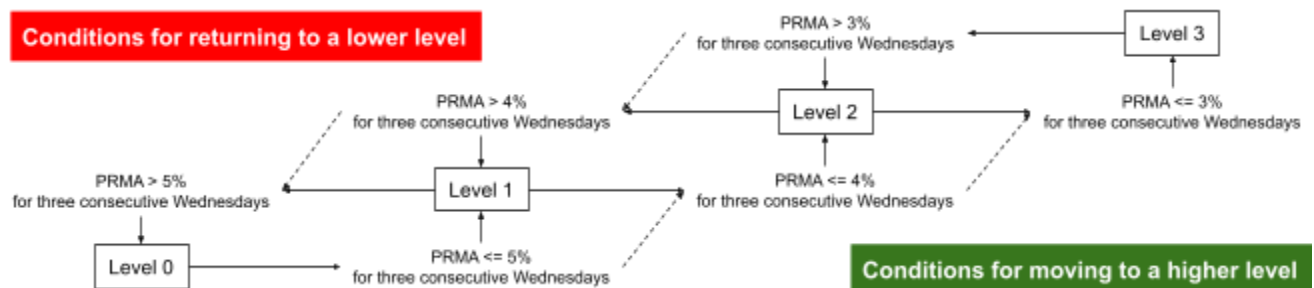 Conditions for returning to a lower level
PRMA > 3%
for three consecutive Wednesdays
Level 3
PRMA > 4%
for three consecutive Wednesdays
Level 2
PRMA <= 3%
for three consecutive Wednesdays
PRMA > 5%
for three consecutive Wednesdays
Level 1
PRMA <= 4%
for three consecutive Wednesdays
Level 0
PRMA <= 5%
for three consecutive Wednesdays
Conditions for moving to a higher level